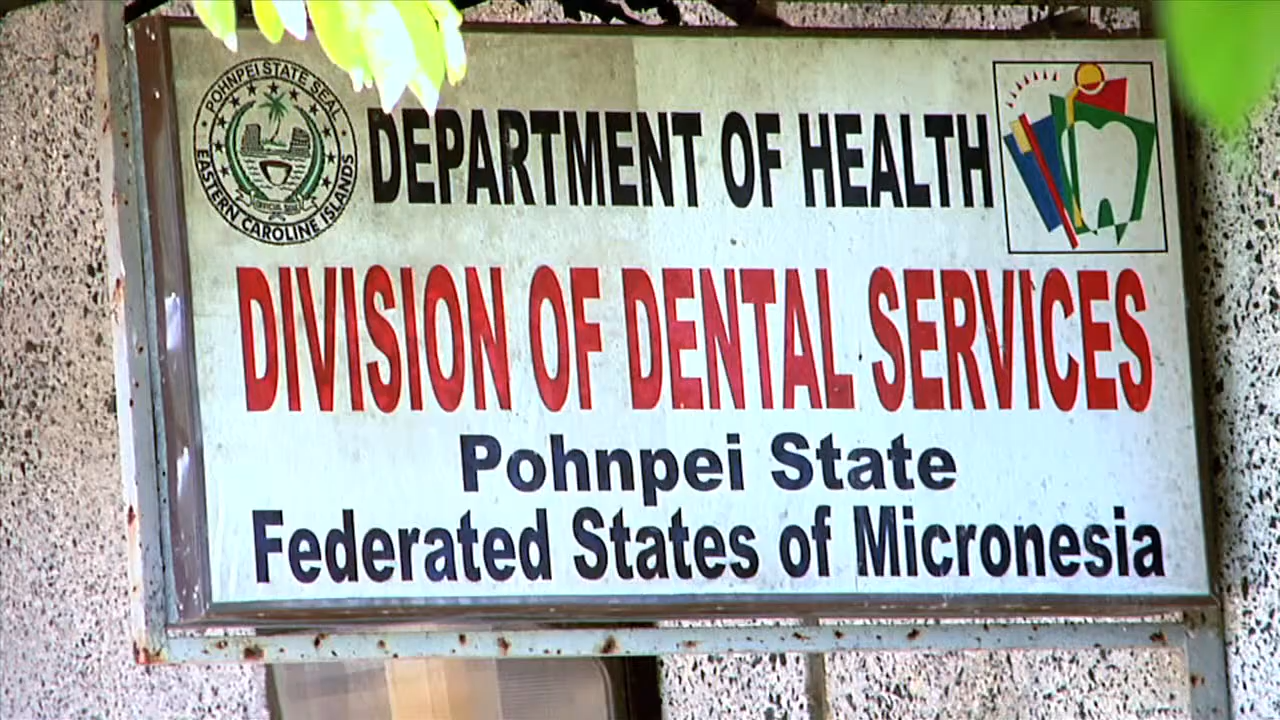 POHNPEI STATE SEAL
EASTERN CAROLINE ISLANDS
DEPARTMENT OF HEALTH
DIVISION OF DENTAL SERVICES
Pohnpei State
Federated States of Micronesia